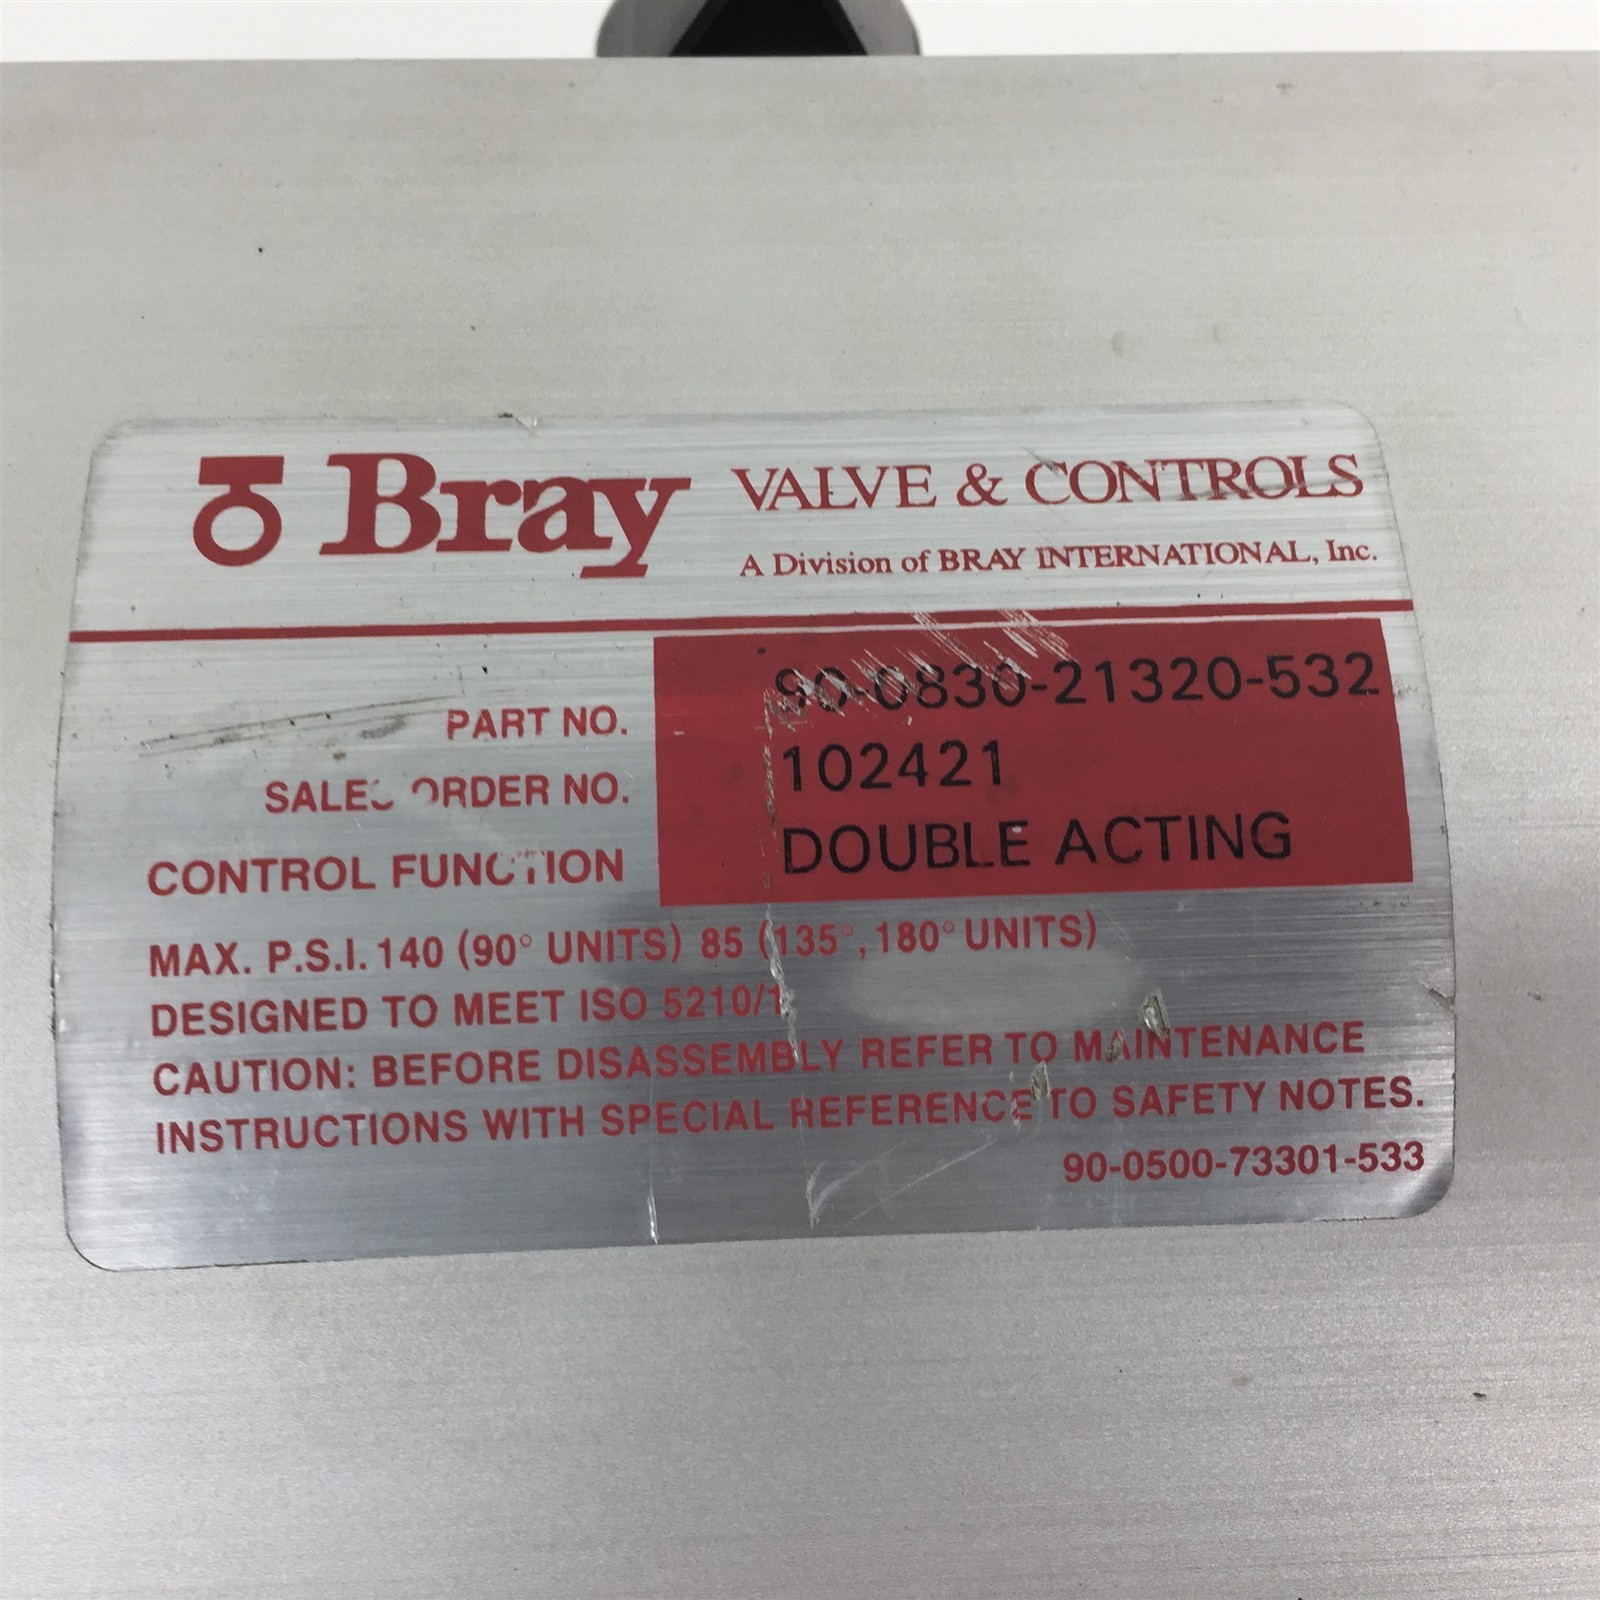 Bray VALVE & CONTROLS
A Division of BRAY INTERNATIONAL, Inc.
PART NO. 90-0830-21320-532
SALES ORDER NO. 102421
CONTROL FUNCTION DOUBLE ACTING
MAX. P.S.I. 140 (90° UNITS) 85 (135°, 180° UNITS)
DESIGNED TO MEET ISO 5210/1
CAUTION: BEFORE DISASSEMBLY REFER TO MAINTENANCE
INSTRUCTIONS WITH SPECIAL REFERENCE TO SAFETY NOTES.
90-0500-73301-533